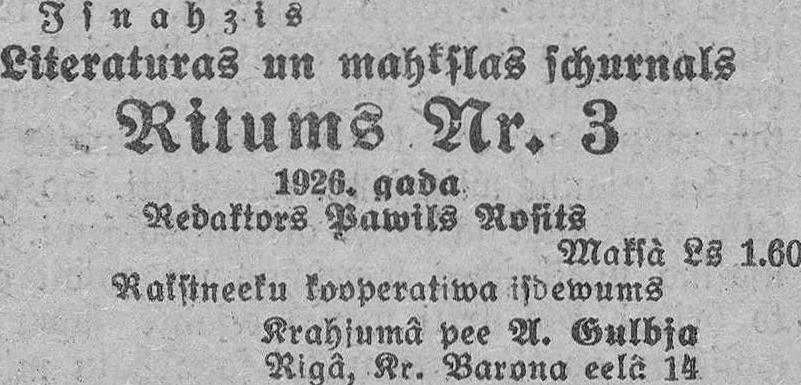 Isnahzis
Literaturas un mahkslas schurnals
Ritums Nr. 3
1926. gada
Redaktors Pawils Rosits
Maksà Ls 1.60
Rakstneeku kooperatiwa isdewums
Krahjumâ pee A. Gulbja
Rigâ, Kr. Barona eelâ 14